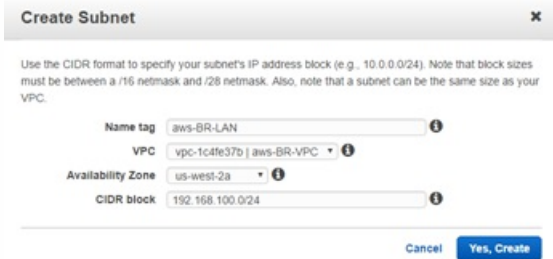 Create Subnet
Use the CIDR format to specify your subnet's IP address block (e.g., 10.0.0.0/24). Note that block sizes
must be between a /16 netmask and /28 netmask. Also, note that a subnet can be the same size as your
VPC.
Name tag aws-BR-LAN
VPC vpc-1c4fe37b | aws-BR-VPC
Availability Zone us-west-2a
CIDR block 192.168.100.0/24
Cancel Yes, Create